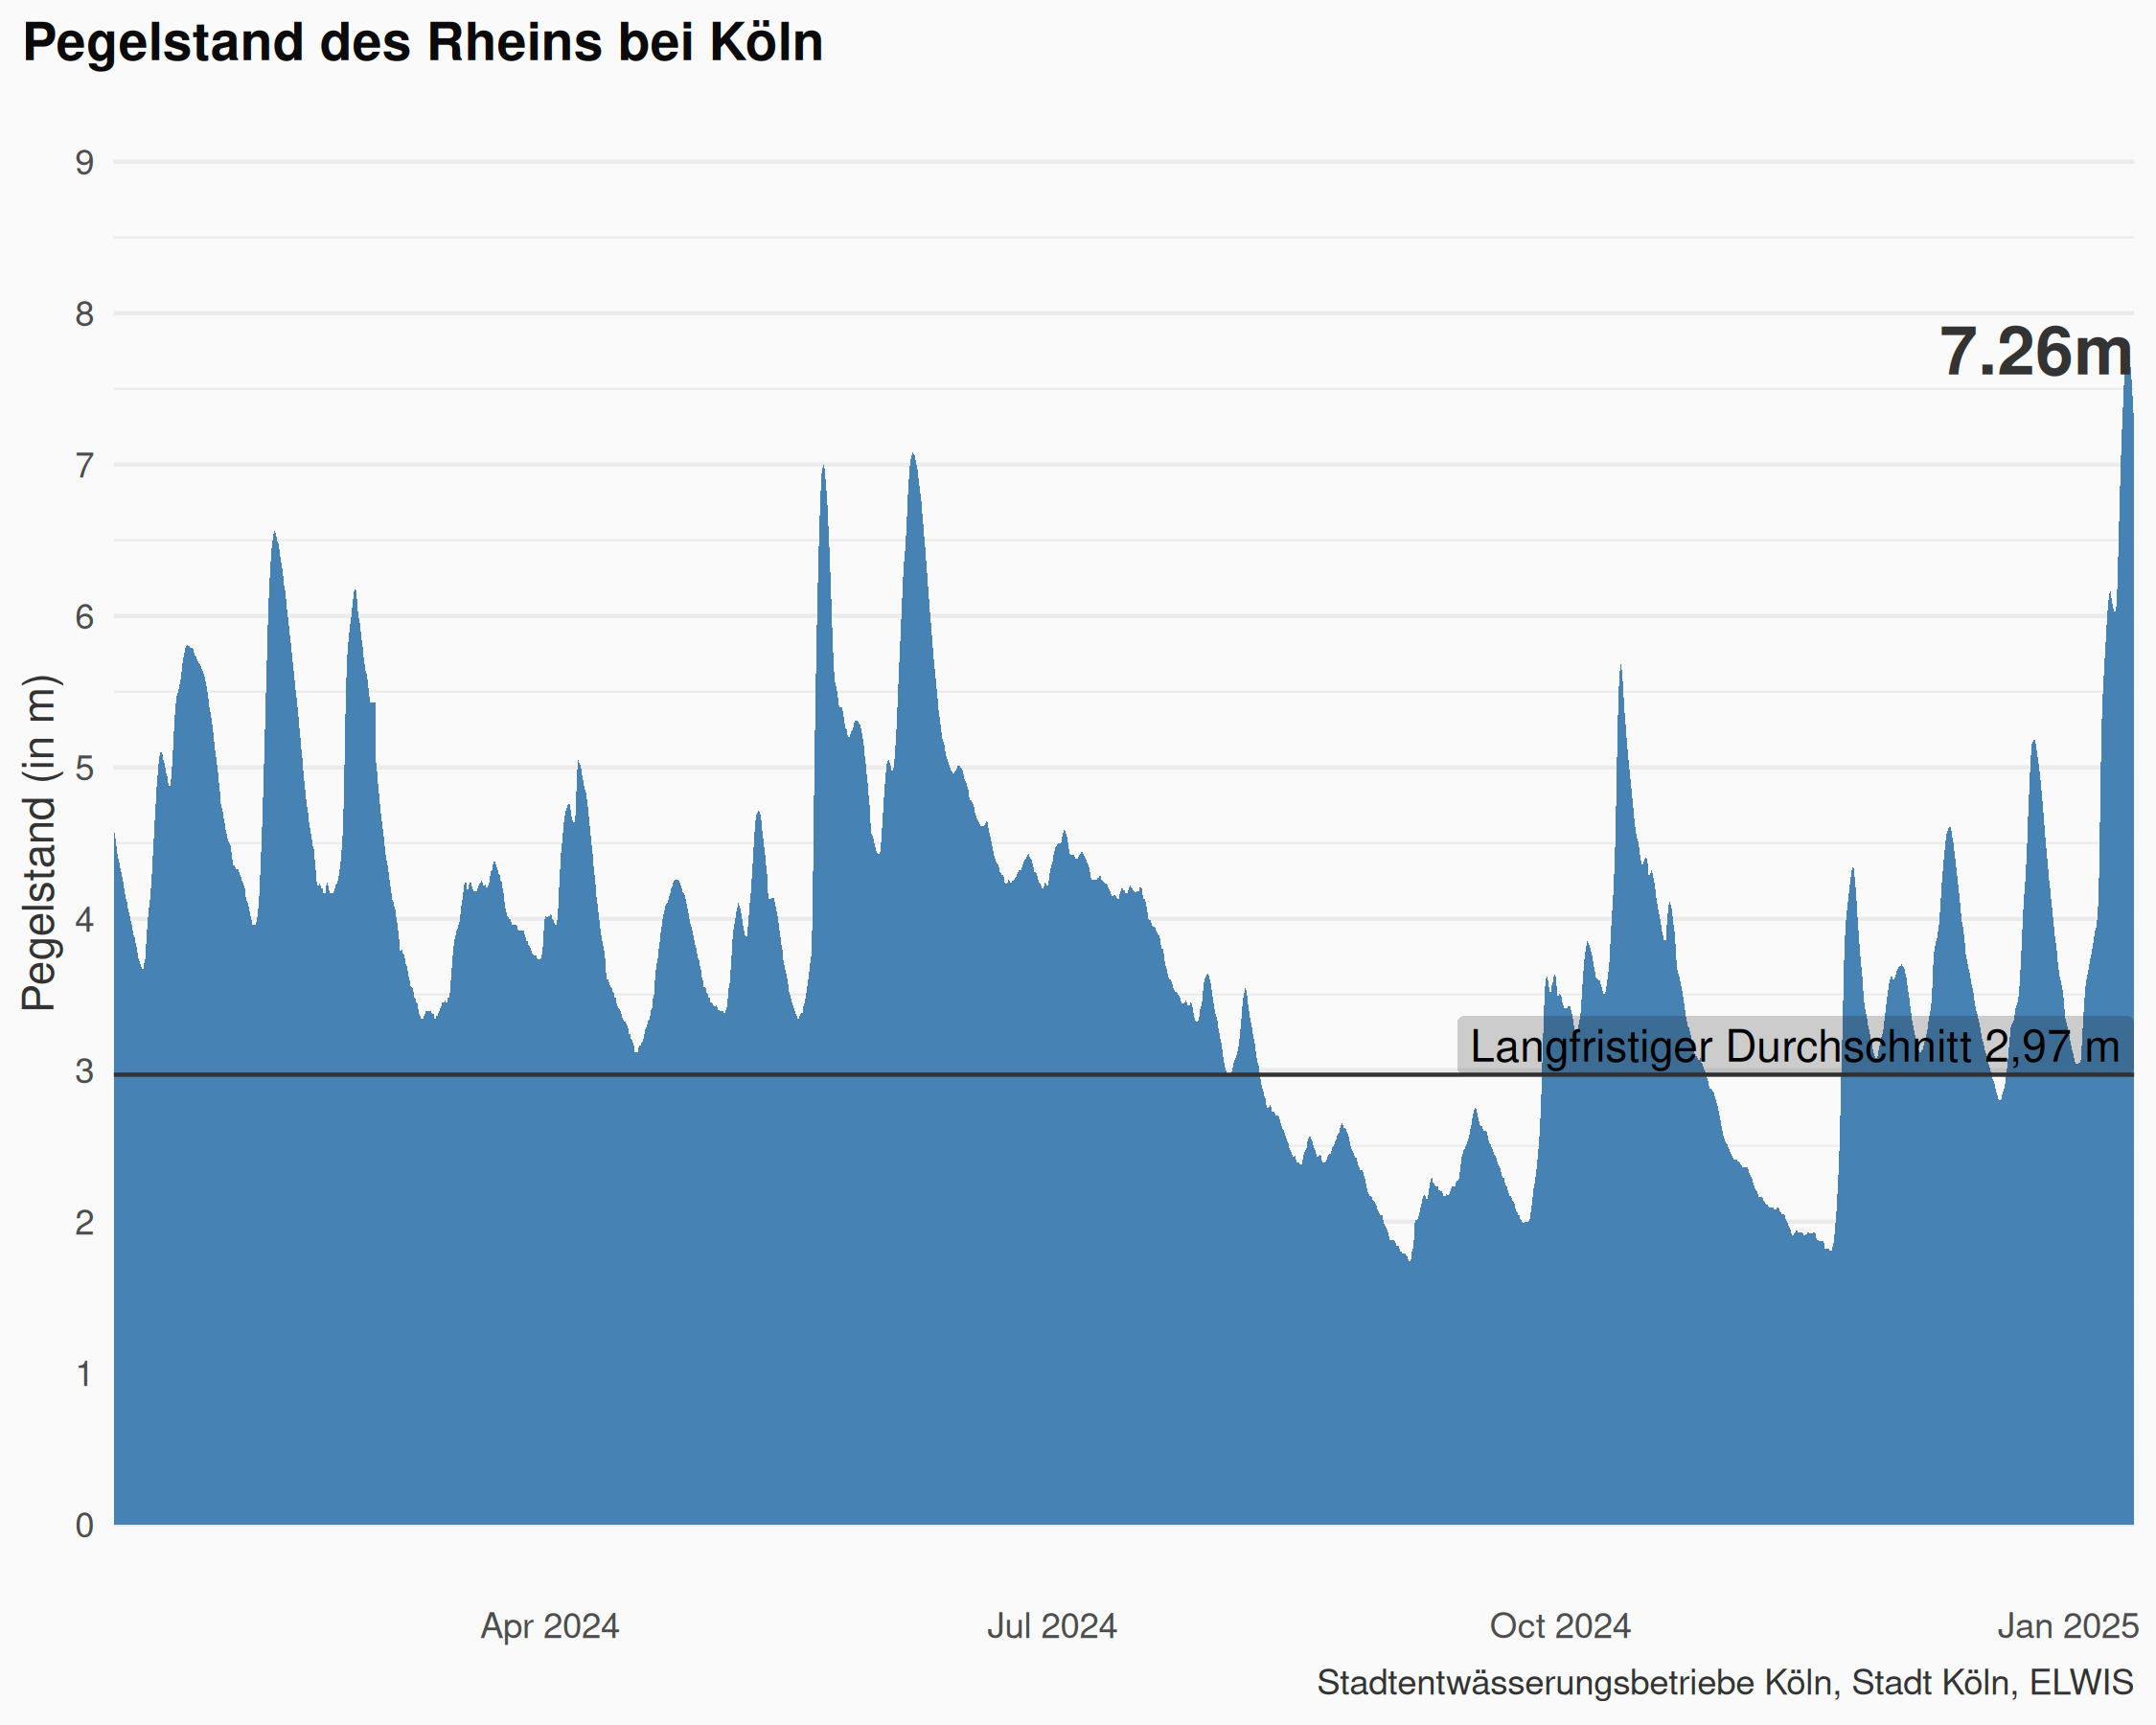 Pegelstand des Rheins bei Köln
Pegelstand (in m)
9
8
7
6
5
4
3
2
1
0
7.26m
Langfristiger Durchschnitt 2,97 m
Apr 2024
Jul 2024
Oct 2024
Jan 2025
Stadtentwässerungsbetriebe Köln, Stadt Köln, ELWIS